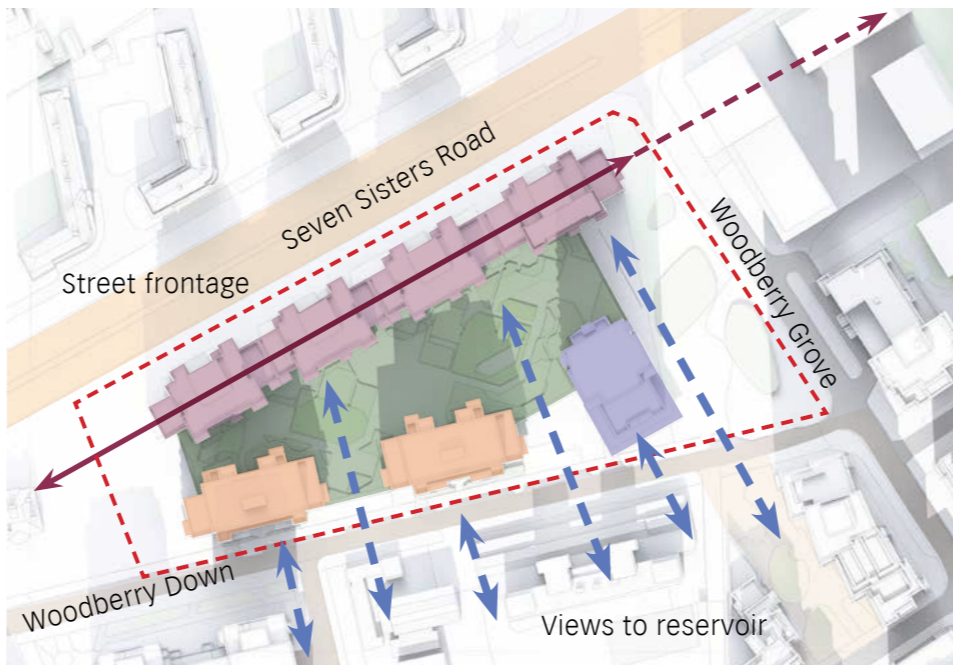 Seven Sisters Road
Street frontage
Woodberry Grove
Woodberry Down
Views to reservoir